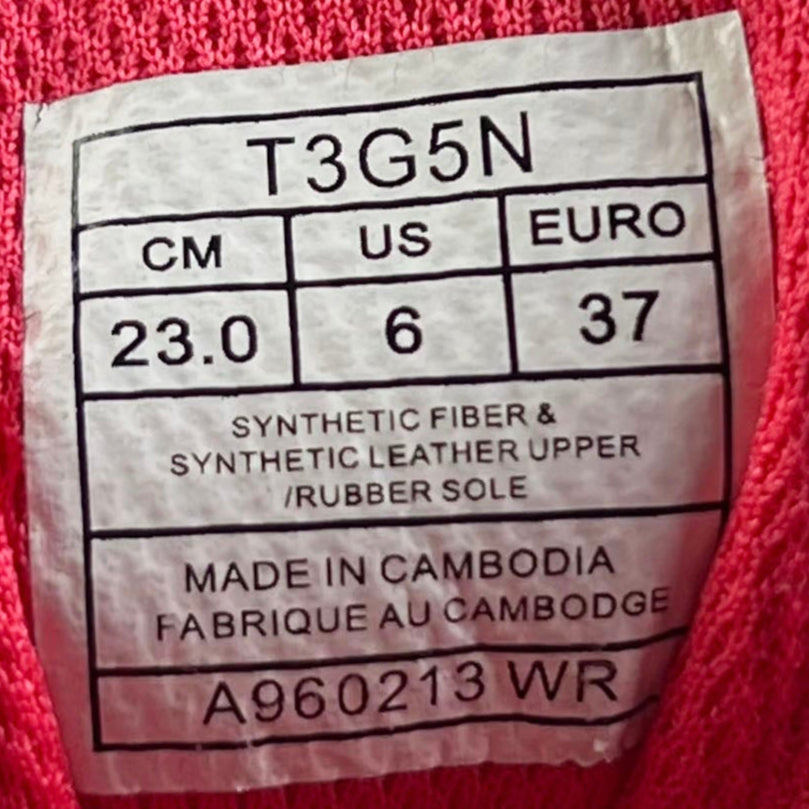 T3G5N
CM US EURO
23.0 6 37
SYNTHETIC FIBER &
SYNTHETIC LEATHER UPPER
/RUBBER SOLE
MADE IN CAMBODIA
FABRIQUE AU CAMBODGE
A960213 WR